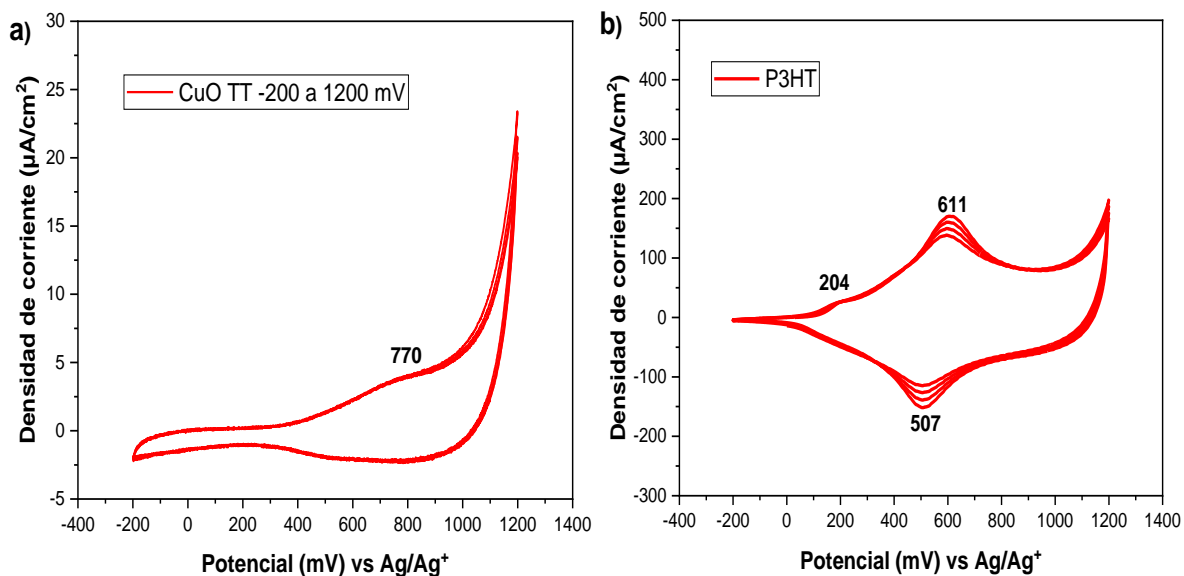 a)
CuO TT -200 a 1200 mV
770
30
25
20
15
10
5
0
-5
-400 -200 0 200 400 600 800 1000 1200 1400
Densidad de corriente (µA/cm²)
Potencial (mV) vs Ag/Ag⁺
b)
P3HT
611
204
507
500
400
300
200
100
0
-100
-200
-300
-400 -200 0 200 400 600 800 1000 1200 1400
Densidad de corriente (µA/cm²)
Potencial (mV) vs Ag/Ag⁺